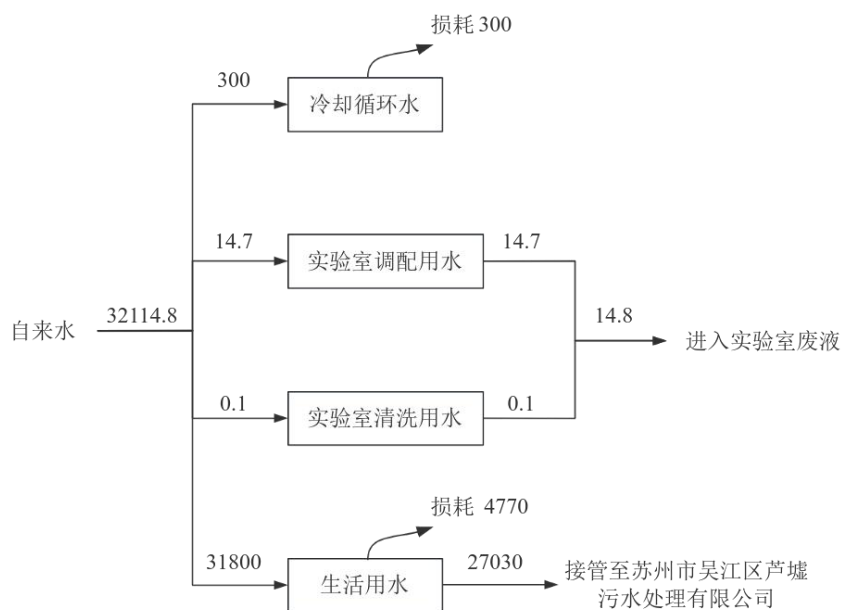 损耗 300
300
冷却循环水
14.7
实验室调配用水
14.7
自来水
32114.8
14.8
进入实验室废液
0.1
实验室清洗用水
0.1
损耗 4770
31800
生活用水
27030
接管至苏州市吴江区芦墟
污水处理有限公司